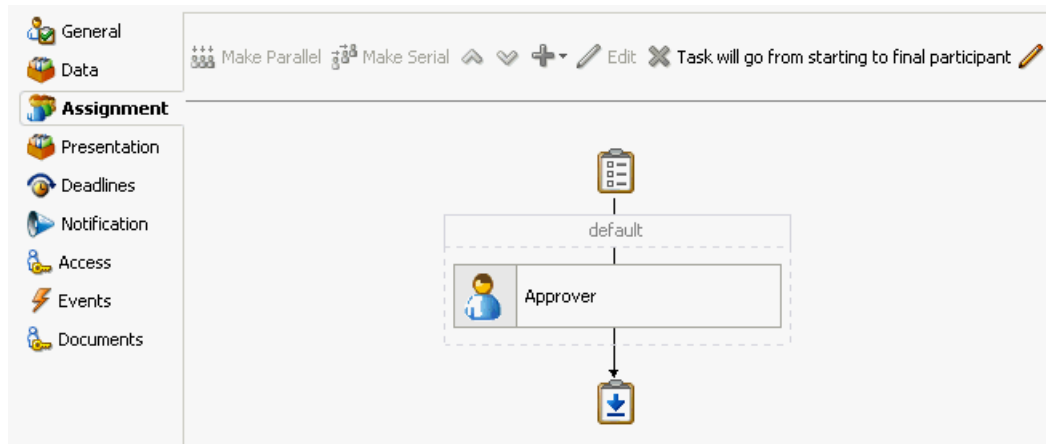 General
Data
Assignment
Presentation
Deadlines
Notification
Access
Events
Documents
Make Parallel Make Serial Edit Task will go from starting to final participant
default
Approver